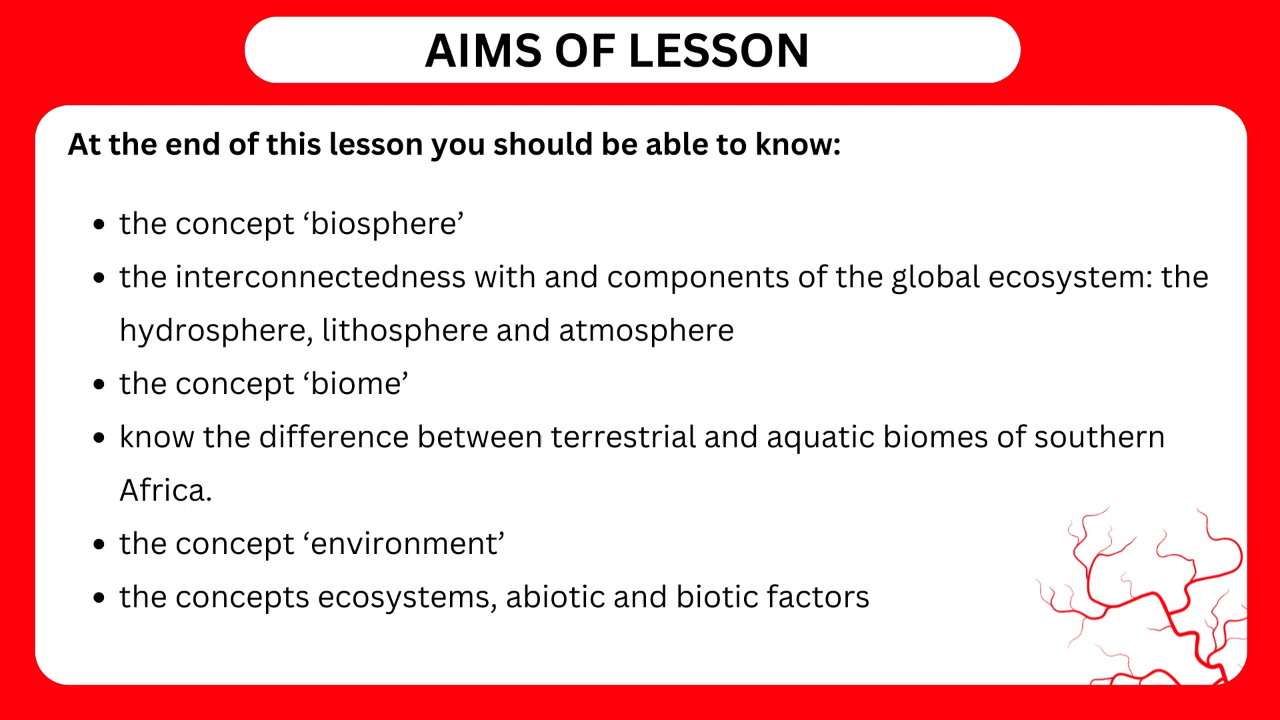 AIMS OF LESSON
At the end of this lesson you should be able to know:
• the concept ‘biosphere’
• the interconnectedness with and components of the global ecosystem: the
hydrosphere, lithosphere and atmosphere
• the concept ‘biome’
• know the difference between terrestrial and aquatic biomes of southern
Africa.
• the concept ‘environment’
• the concepts ecosystems, abiotic and biotic factors